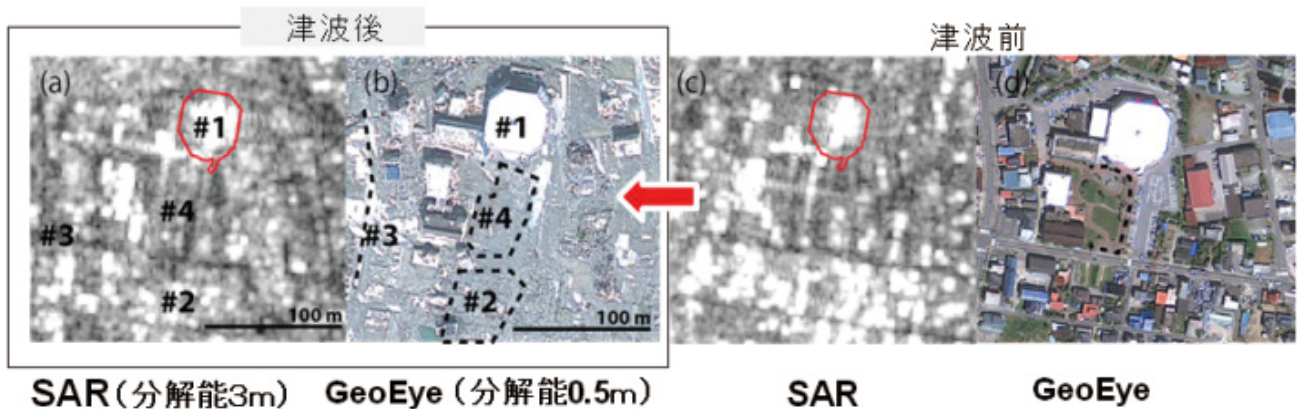 津波後
津波前
(a)
(b)
(c)
(d)
#1
#1
#4
#4
#3
#3
#2
#2
100 m
100 m
SAR(分解能3m)
GeoEye(分解能0.5m)
SAR
GeoEye